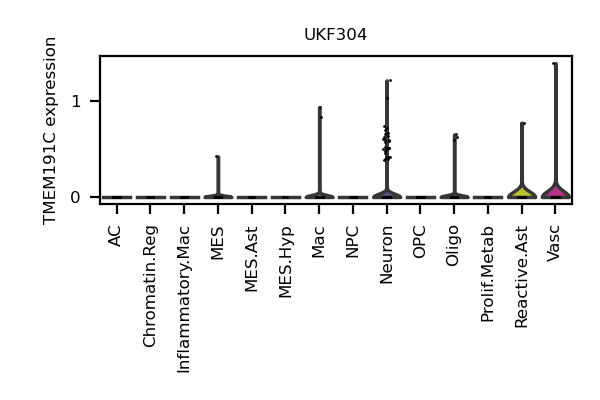 UKF304
TMEM191C expression
1
0
AC
Chromatin.Reg
Inflammatory.Mac
MES
MES.Ast
MES.Hyp
Mac
NPC
Neuron
OPC
Oligo
Prolif.Metab
Reactive.Ast
Vasc